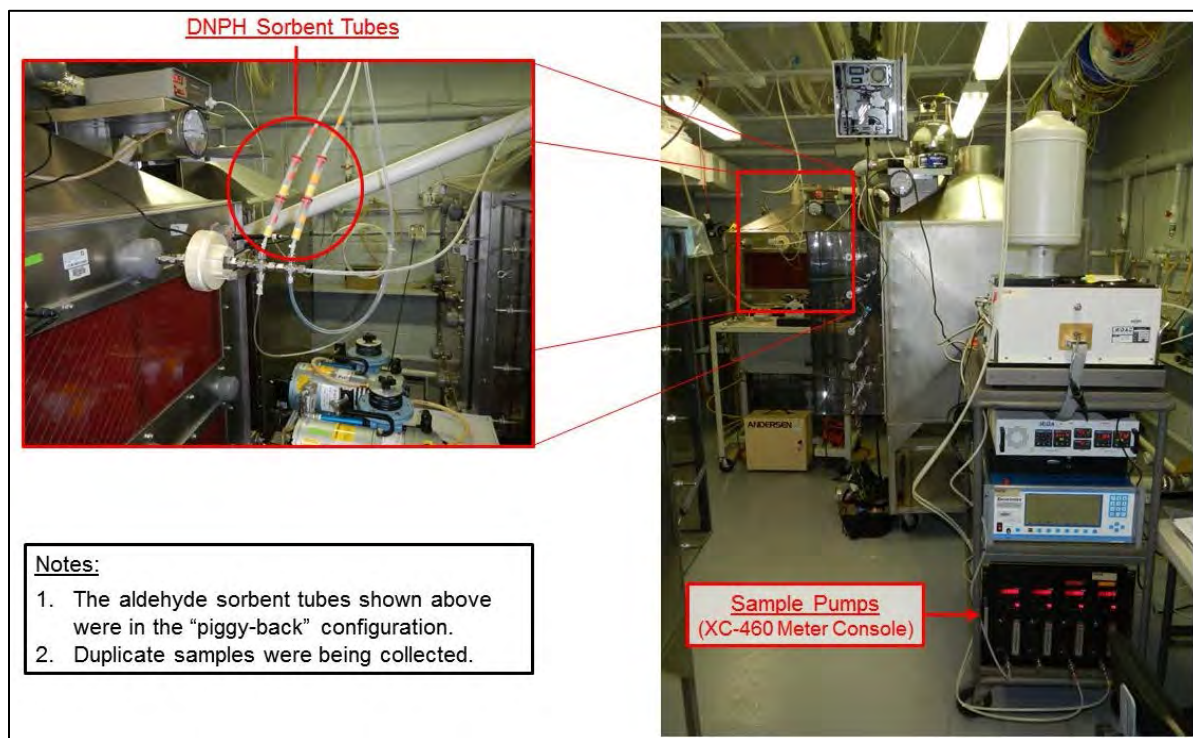 DNPH Sorbent Tubes
ANDERSEN
Sample Pumps
(XC-460 Meter Console)
Notes:
1. The aldehyde sorbent tubes shown above
were in the “piggy-back” configuration.
2. Duplicate samples were being collected.